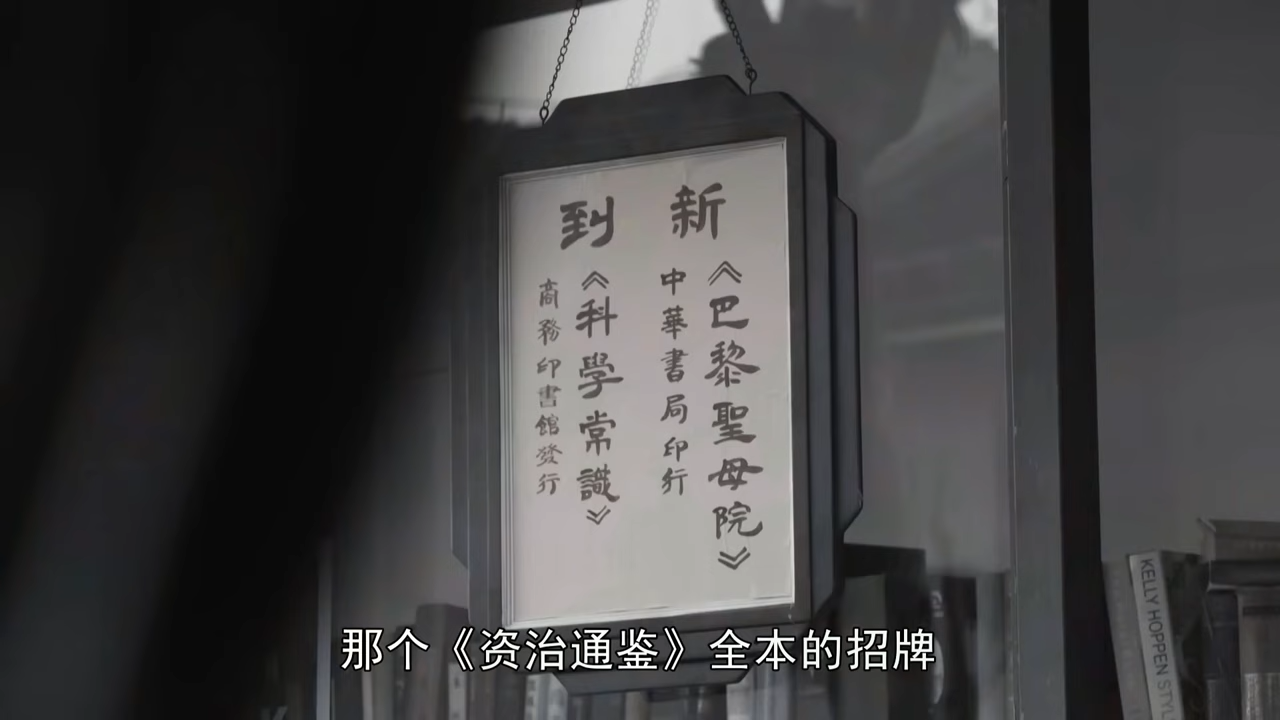 新到
《巴黎聖母院》
中華書局印行
《科學常識》
商務印書館發行
KELLY HOPPEN STYL
那个《资治通鉴》全本的招牌